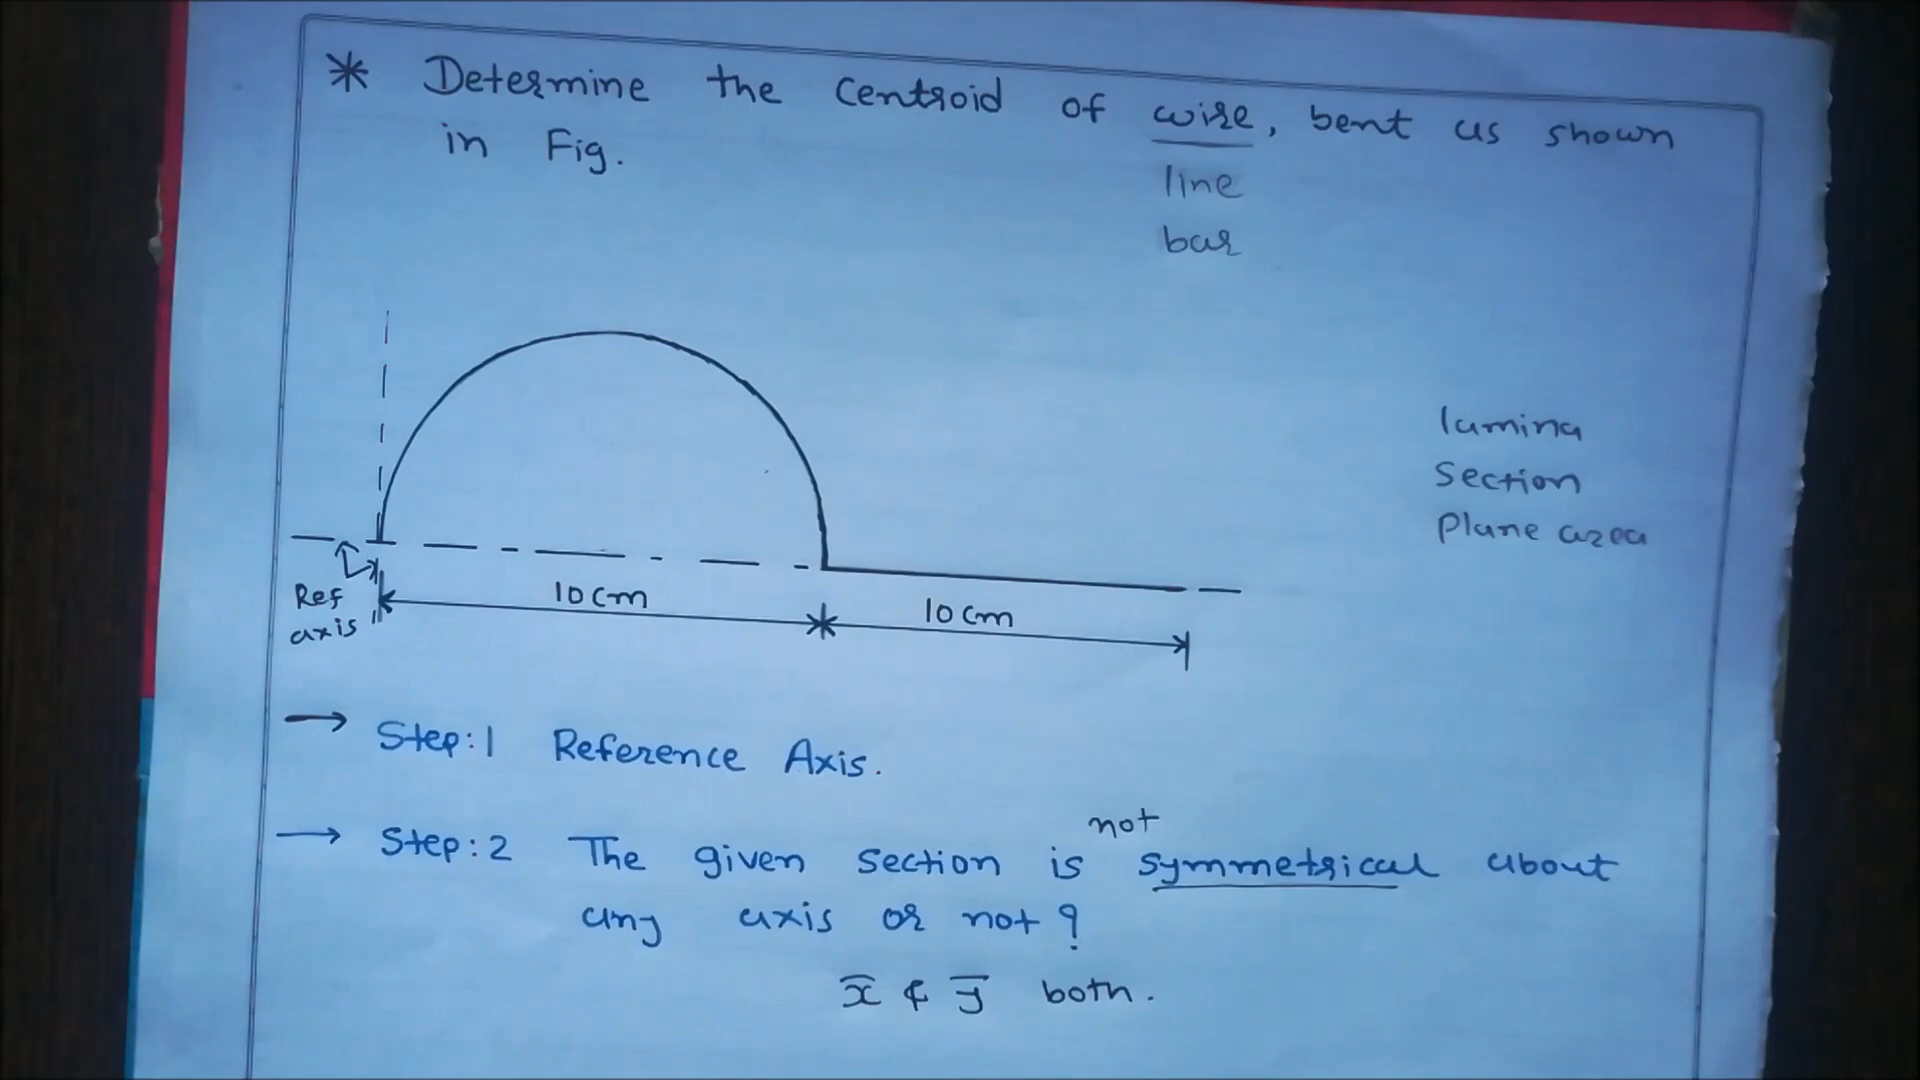 * Determine the centroid of wire, bent as shown
in Fig.
line
bar
lamina
section
Plane area
10 cm
10 cm
Ref
axis
→ Step:1 Reference Axis.
not
→ Step:2 The given section is symmetrical about
any axis or not?
x̄ & ȳ both.